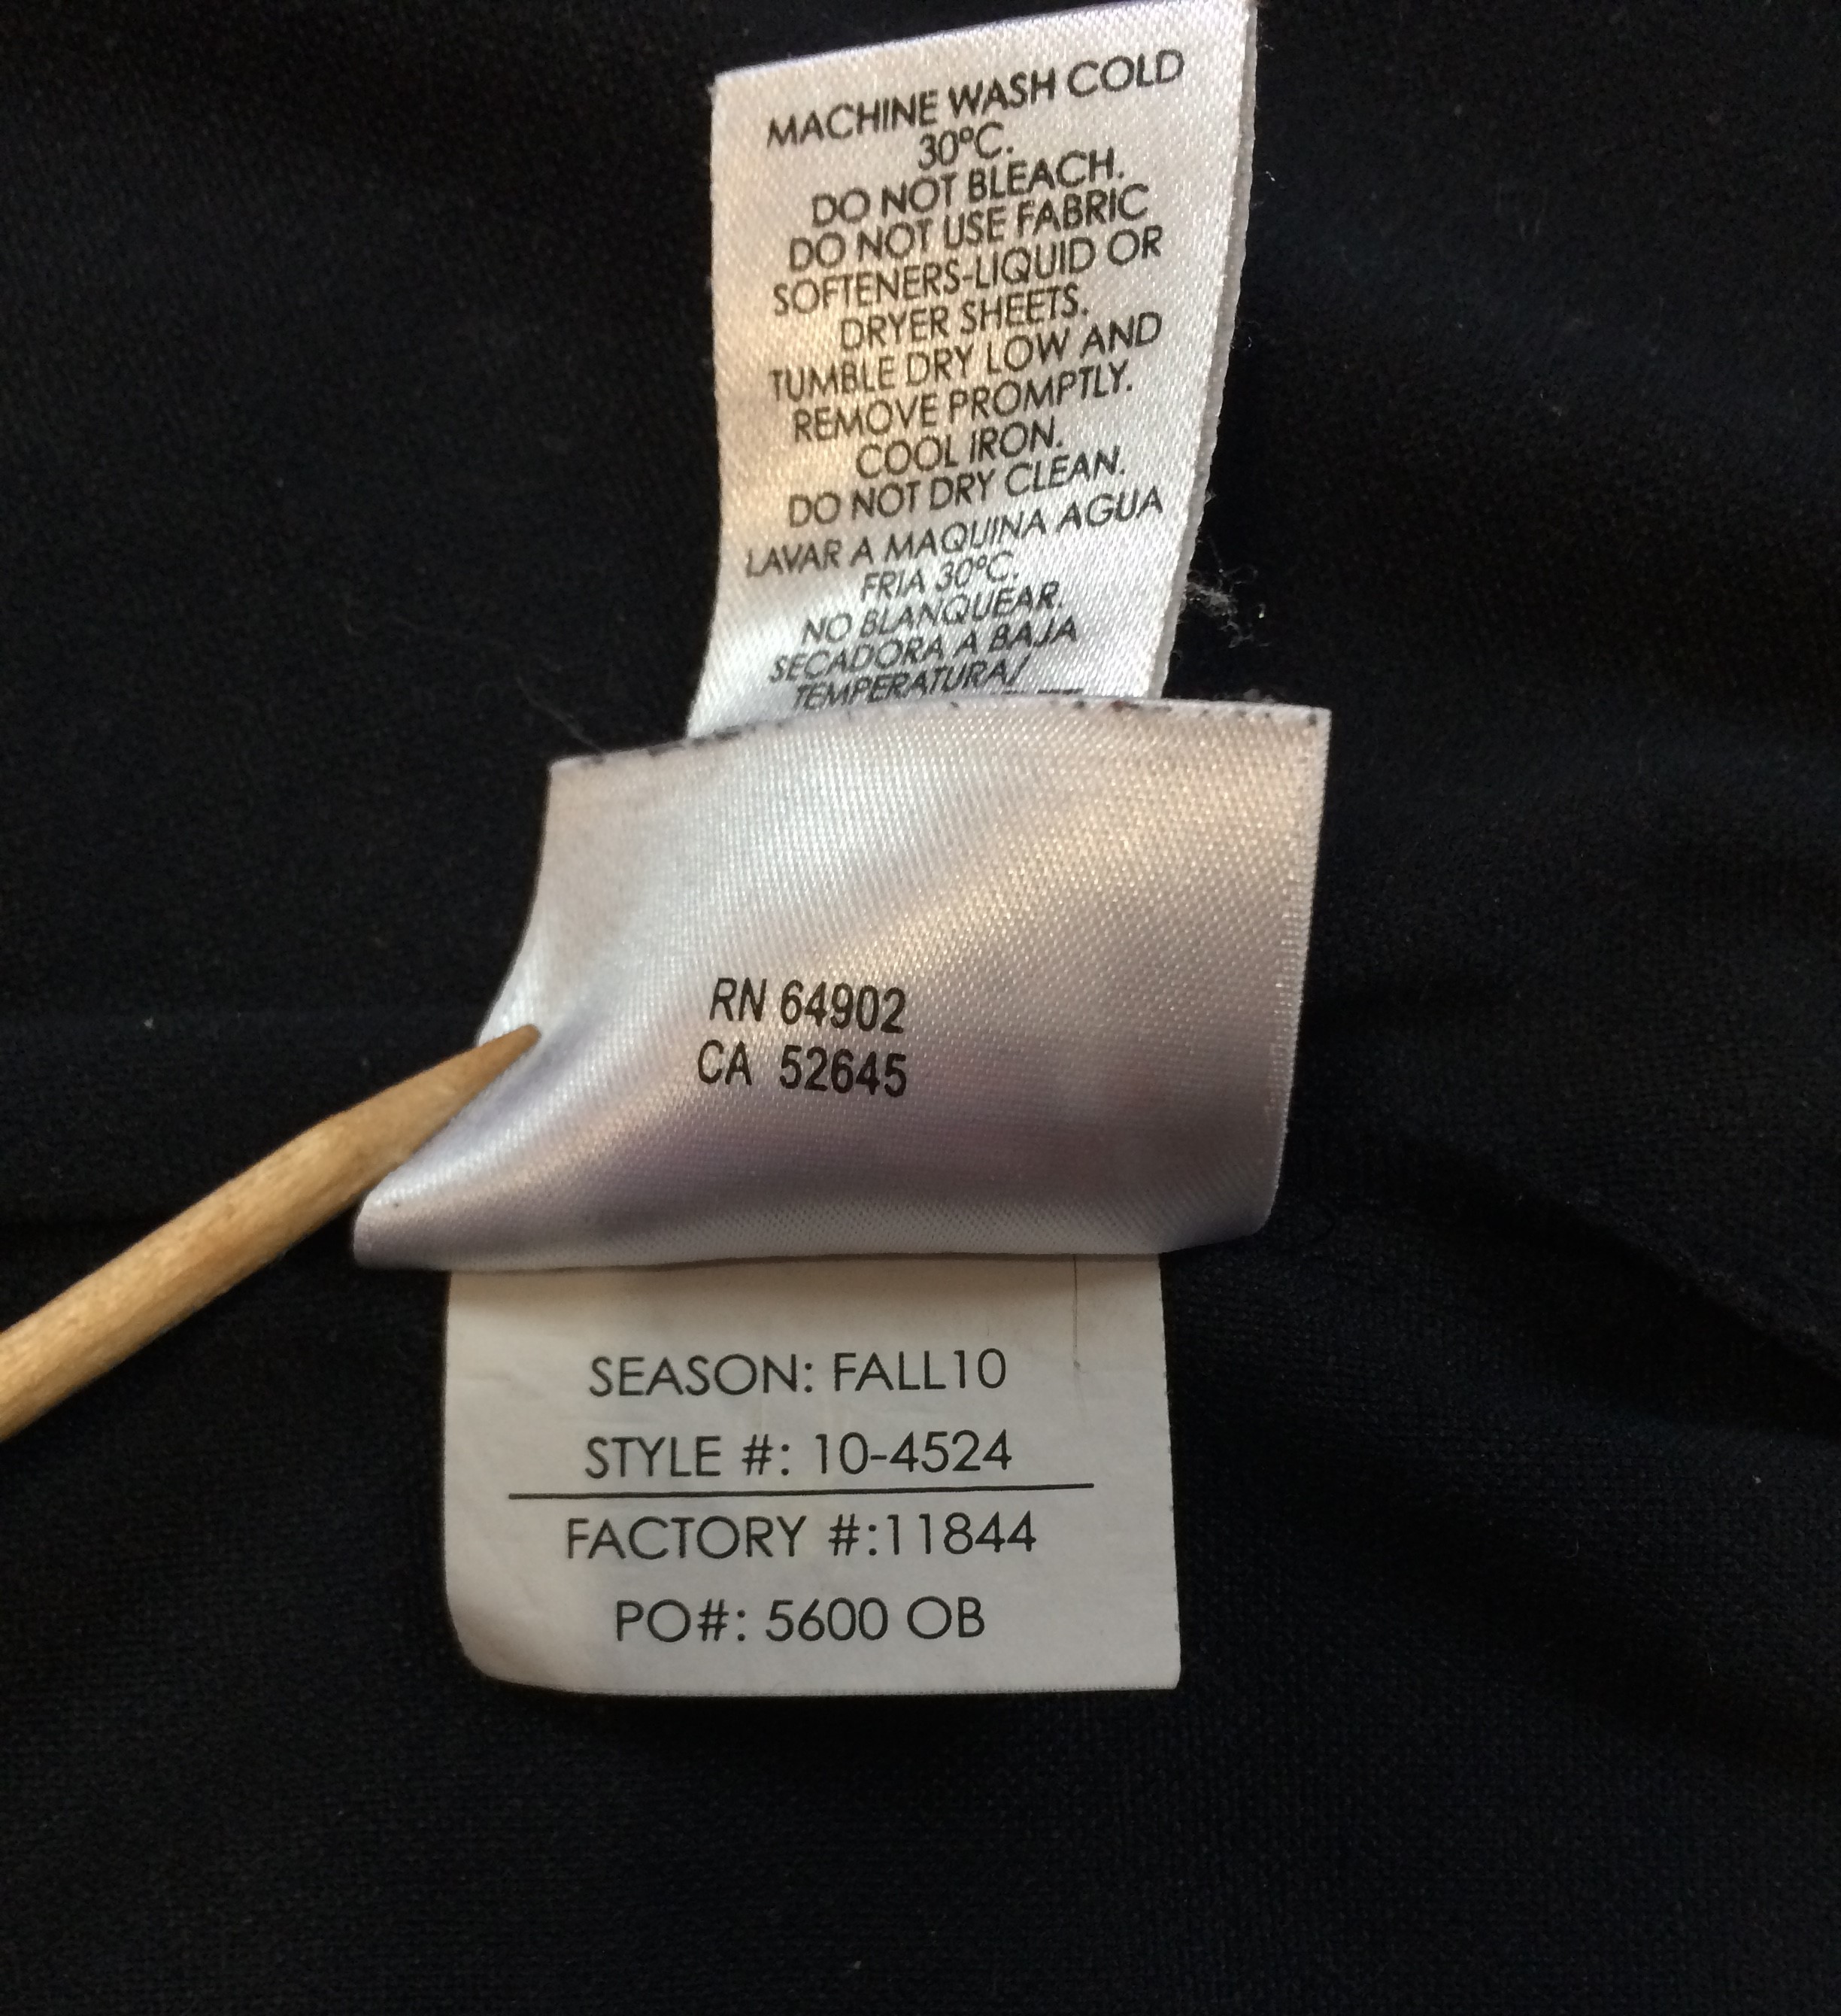 MACHINE WASH COLD
30ºC.
DO NOT BLEACH.
DO NOT USE FABRIC
SOFTENERS-LIQUID OR
DRYER SHEETS.
TUMBLE DRY LOW AND
REMOVE PROMPTLY.
COOL IRON.
DO NOT DRY CLEAN.
LAVAR A MAQUINA AGUA
FRIA 30ºC.
NO BLANQUEAR.
SECADORA A BAJA
TEMPERATURA/
RN 64902
CA 52645
SEASON: FALL10
STYLE #: 10-4524
FACTORY #:11844
PO#: 5600 OB